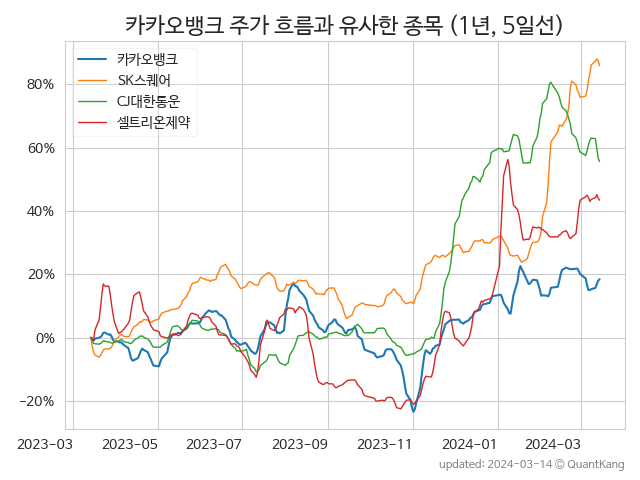 카카오뱅크 주가 흐름과 유사한 종목 (1년, 5일선)
카카오뱅크
SK스퀘어
CJ대한통운
셀트리온제약
80%
60%
40%
20%
0%
−20%
2023-03 2023-05 2023-07 2023-09 2023-11 2024-01 2024-03
updated: 2024-03-14 © QuantKang